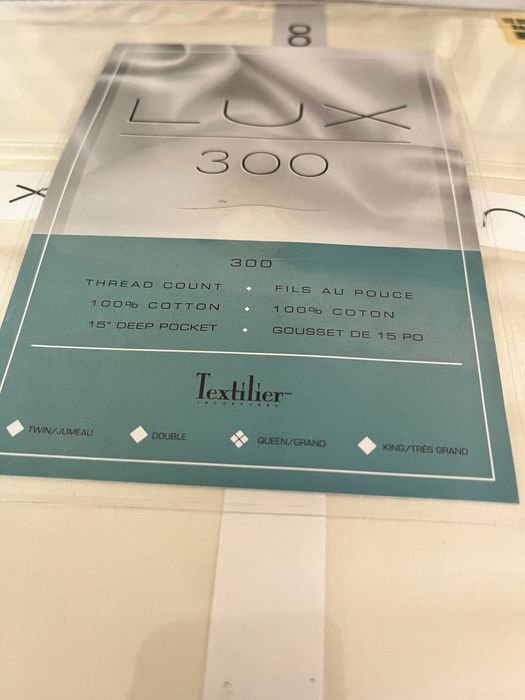 LUX
300
300
THREAD COUNT FILS AU POUCE
100% COTTON 100% COTON
15" DEEP POCKET GOUSSET DE 15 PO
Textilier
INCORPORED
TWIN/JUMEAU DOUBLE QUEEN/GRAND KING/TRÈS GRAND